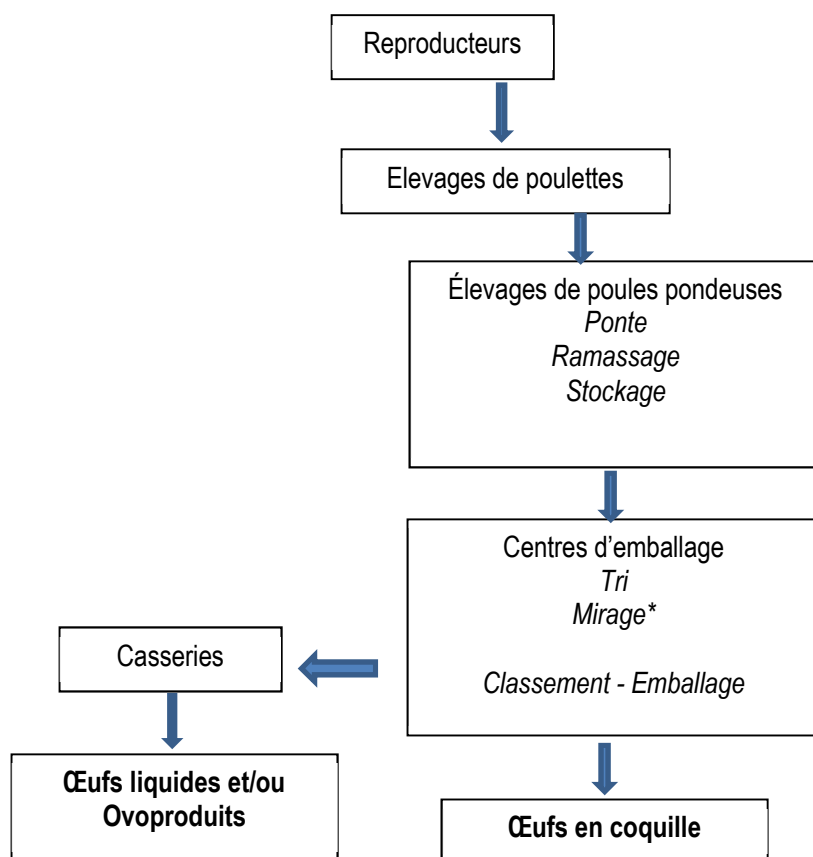 Reproducteurs
Elevages de poulettes
Élevages de poules pondeuses
Ponte
Ramassage
Stockage
Centres d'emballage
Tri
Mirage*
Classement - Emballage
Casseries
Œufs liquides et/ou
Ovoproduits
Œufs en coquille